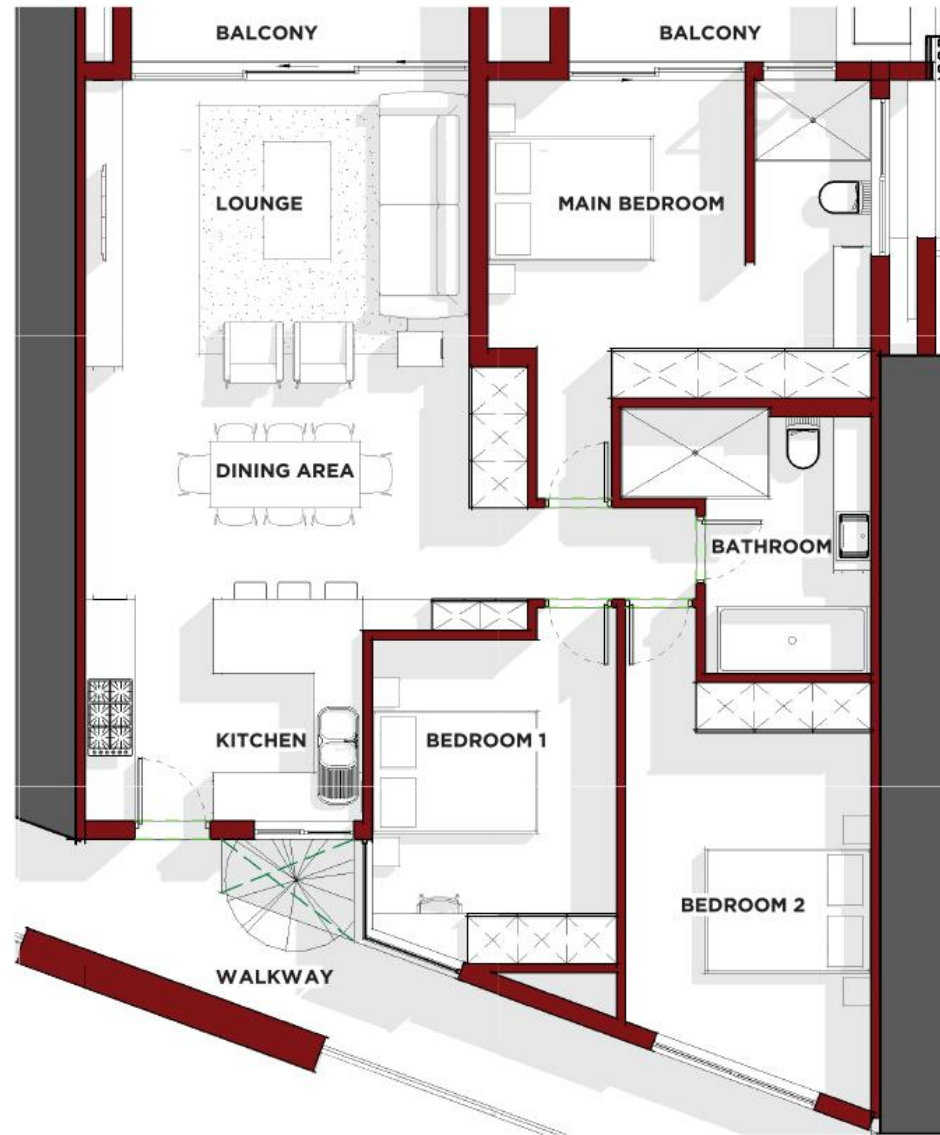 BALCONY
BALCONY
LOUNGE
MAIN BEDROOM
DINING AREA
BATHROOM
KITCHEN
BEDROOM 1
BEDROOM 2
WALKWAY